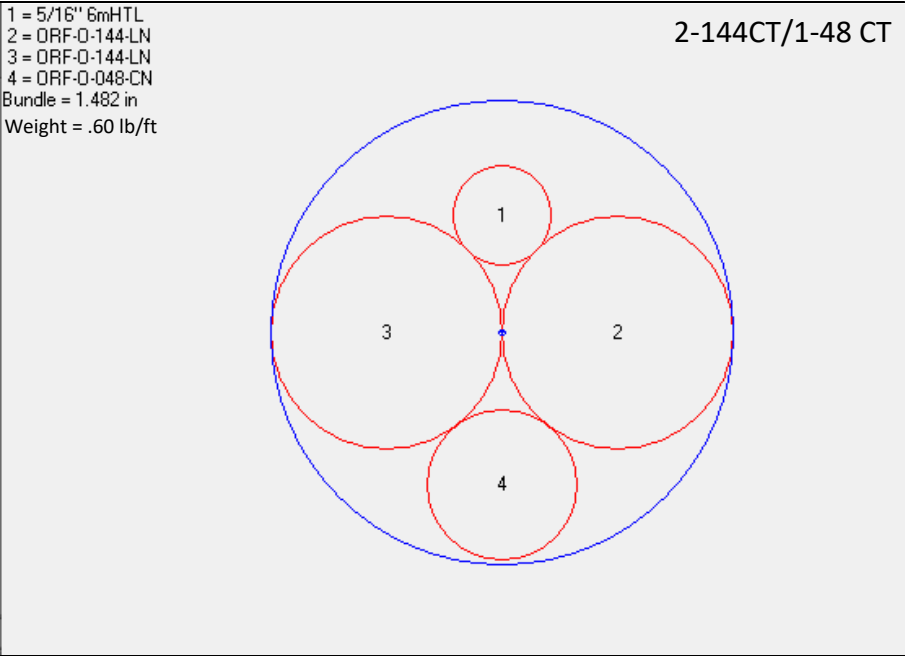 1 = 5/16" 6mHTL
2 = ORF-O-144-LN
3 = ORF-O-144-LN
4 = ORF-O-048-CN
Bundle = 1.482 in
Weight = .60 lb/ft
2-144CT/1-48 CT
1
3
2
4